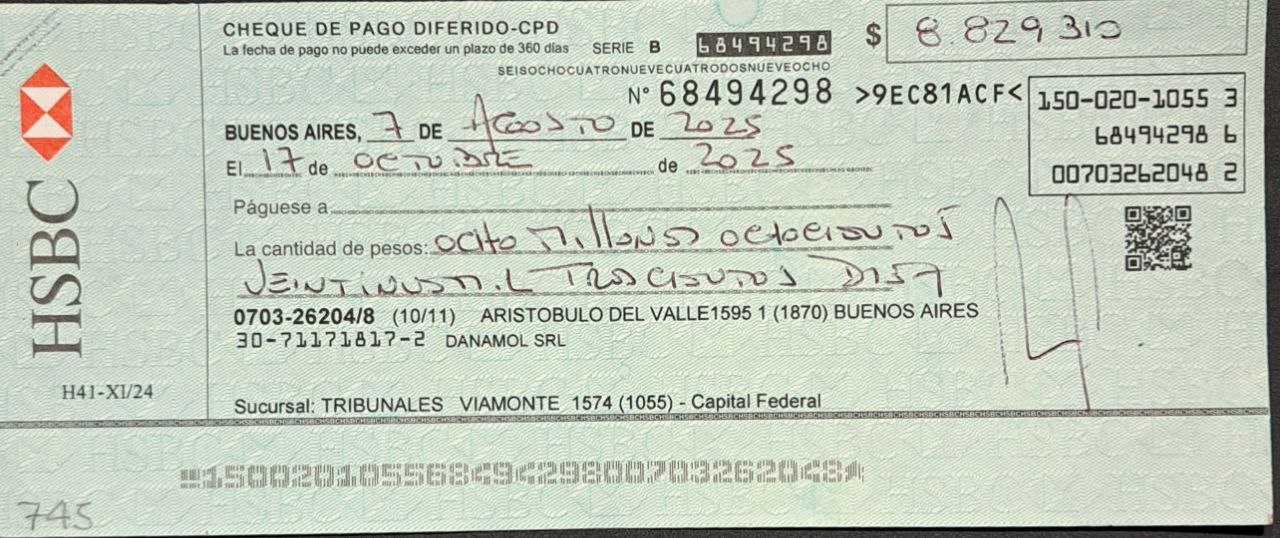 CHEQUE DE PAGO DIFERIDO-CPD
La fecha de pago no puede exceder un plazo de 360 días SERIE B 68494298 $ 8.829.310
SEISOCHOCUATRONUEVECUATRODOSNUEVEOCHO
N° 68494298 >9EC81ACF<
150-020-1055 3
68494298 6
00703262048 2
BUENOS AIRES, 7 DE AGOSTO DE 2025
El 17 de OCTUBRE de 2025
Páguese a
La cantidad de pesos: ocHo Millones octocientos
VEINTINUEMIL TRESCIENTOS DIEZ
0703-26204/8 (10/11) ARISTOBULO DEL VALLE1595 1 (1870) BUENOS AIRES
30-71171817-2 DANAMOL SRL
HSBC
H41-XI/24
Sucursal: TRIBUNALES VIAMONTE 1574 (1055) - Capital Federal
15002010556849429800703262048
745